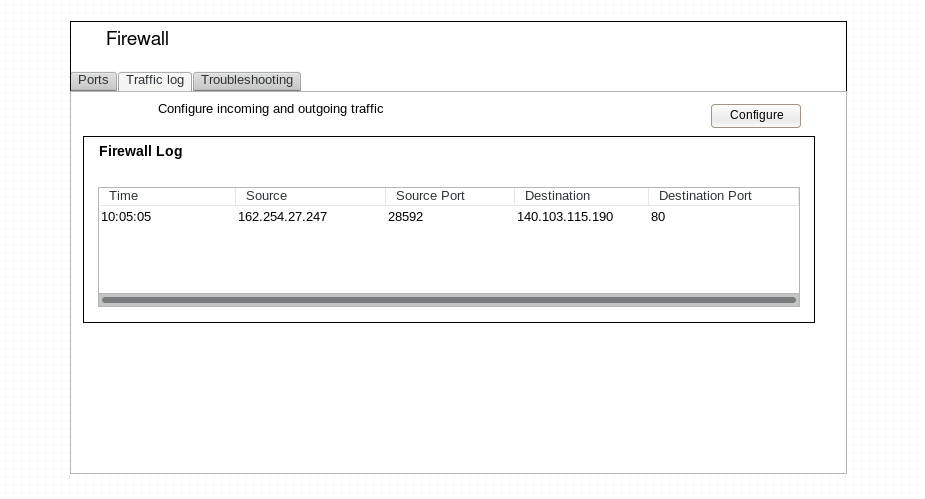 Firewall
Ports Traffic log Troubleshooting
Configure incoming and outgoing traffic Configure
Firewall Log
Time Source Source Port Destination Destination Port
10:05:05 162.254.27.247 28592 140.103.115.190 80